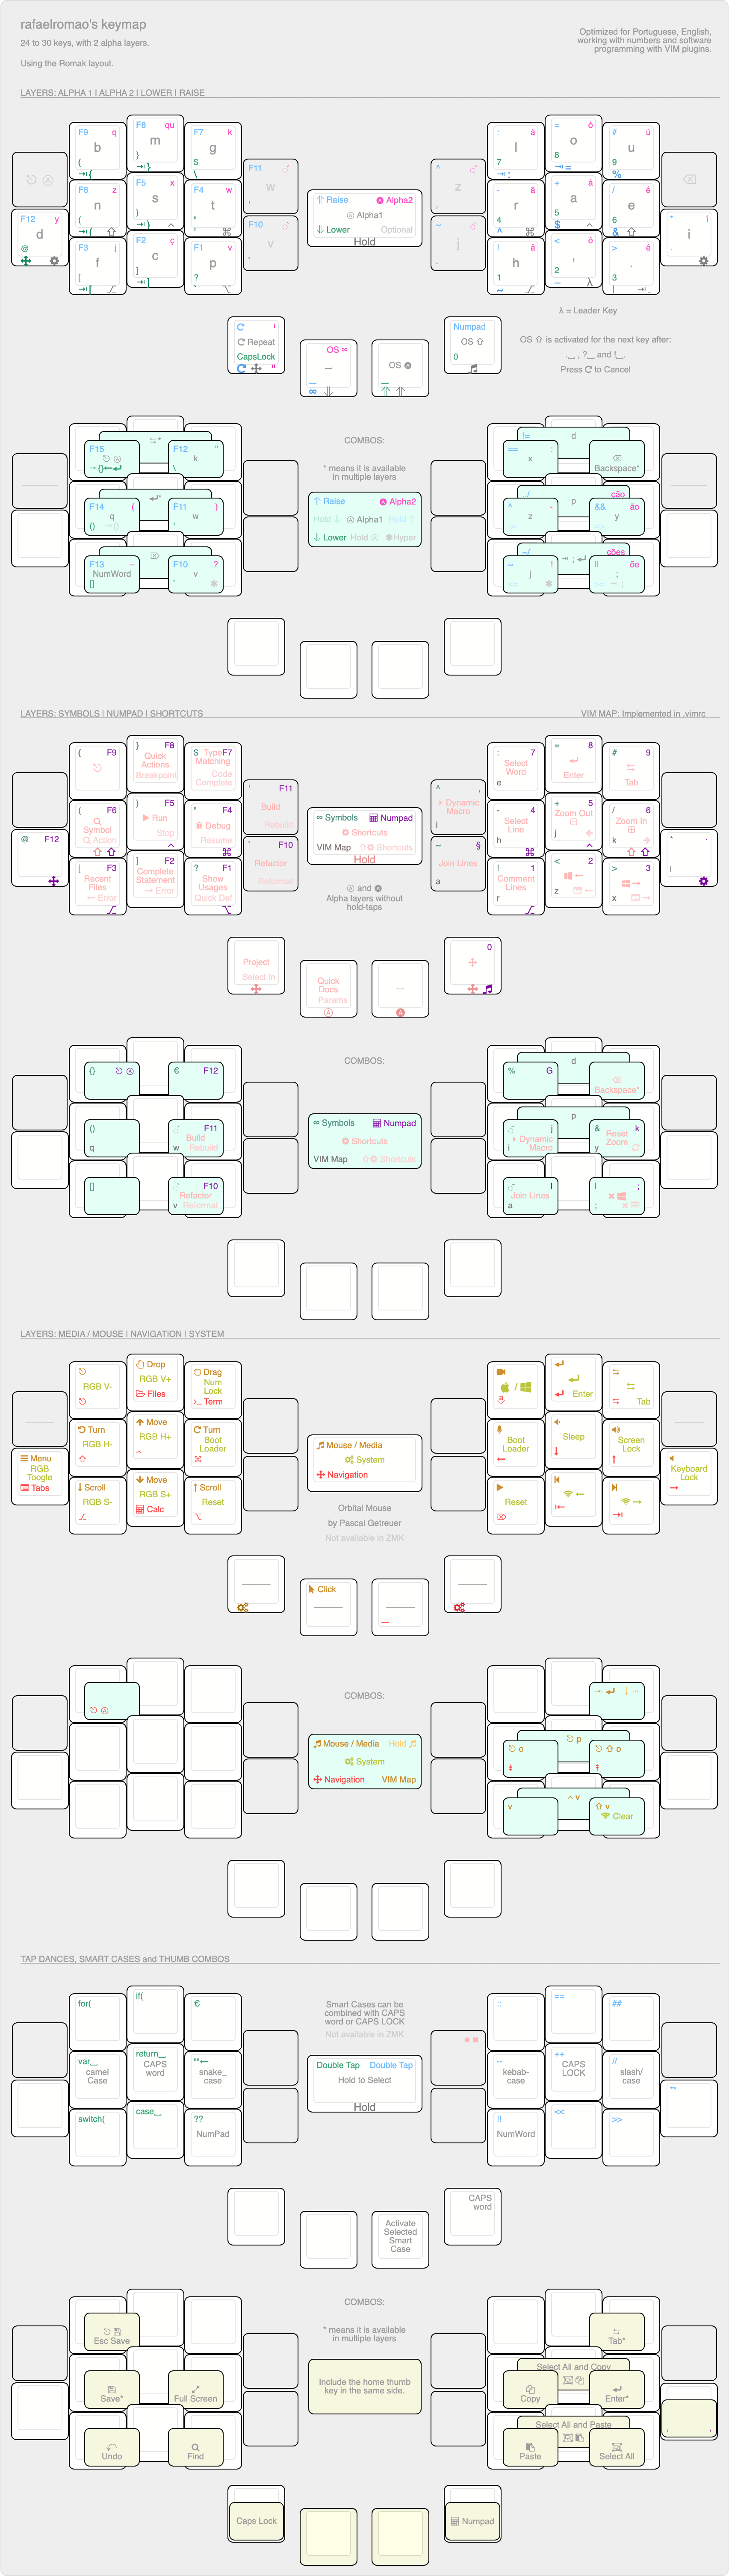 rafaelromao's keymap
24 to 30 keys, with 2 alpha layers.
Using the Romak layout.
Optimized for Portuguese, English,
working with numbers and software
programming with VIM plugins.
LAYERS: ALPHA 1 | ALPHA 2 | LOWER | RAISE
F9 q
b
{
F8 qu
m
}
F7 k
g
$
\
F11
w
'
F6 z
n
(
F5 x
s
)
F4 w
t
*
F10
v
F12 y
d
@
F3 j
f
[
F2 ç
c
]
F1 v
p
?
Raise Alpha2
Alpha1
Lower Optional
Hold
^
z
,
: à
l
7
= ó
o
8
# ú
u
9
%
- ã
r
4
^
+ á
a
5
$
/ é
e
6
&
~
j
! â
h
1
~
< ô
'
2
–
> ê
.
3
|
* í
i
λ = Leader Key
Repeat
CapsLock
OS ∞
OS
Numpad
OS
0
OS ⇧ is activated for the next key after:
Press to Cancel
COMBOS:
* means it is available
in multiple layers
Raise Alpha2
Hold Alpha1 Hold
Lower Hold Hyper
F15
F12 "
k
\
F14 (
q
()
F11 )
w
F13 –
NumWord
[]
F10 ?
v
!= d
== :
x
Backspace*
p
^ -
z
cão
&& ão
y
ções
j
|| õe
;
LAYERS: SYMBOLS | NUMPAD | SHORTCUTS
VIM MAP: Implemented in .vimrc
{ F9
} F8
Quick
Actions
Breakpoint
$ Type F7
Matching
Code
Complete
' F11
Build
Rebuild
( F6
Symbol
Action
) F5
Run
Stop
* F4
Debug
Resume
F10
Refactor
Reformat
@ F12
[ F3
Recent
Files
← Error
] F2
Complete
Statement
→ Error
? F1
Show
Usages
Quick Def
∞ Symbols Numpad
Shortcuts
VIM Map Shortcuts
Hold
Ⓐ and 🅐
Alpha layers without
hold-taps
^ ,
Dynamic
Macro
i
~ §
Join Lines
a
: 7
Select
Word
e
= 8
Enter
# 9
Tab
- 4
Select
Line
h
+ 5
Zoom Out
j
/ 6
Zoom In
k
! 1
Comment
Lines
r
< 2
z
> 3
x
Project
Select In
Quick
Docs
Params
0
COMBOS:
∞ Symbols Numpad
Shortcuts
VIM Map Shortcuts
{}
€ F12
()
q
F11
Build
w Rebuild
[]
F10
Refactor
v Reformat
% G
d
Backspace*
p
j
Dynamic
i Macro
& k
Reset
Zoom
y
Join Lines
a
| ;
;
LAYERS: MEDIA / MOUSE | NAVIGATION | SYSTEM
RGB V-
Drop
RGB V+
Files
Drag
Num
Lock
Term
Turn
RGB H-
Move
RGB H+
Turn
Boot
Loader
Menu
RGB
Toogle
Tabs
Scroll
RGB S-
Move
RGB S+
Calc
Scroll
Reset
Mouse / Media
System
Navigation
Orbital Mouse
by Pascal Getreuer
Not available in ZMK
Enter
Tab
Boot
Loader
Sleep
Screen
Lock
Reset
Keyboard
Lock
Click
COMBOS:
Mouse / Media Hold
System
Navigation VIM Map
p
o
o
v
v
v
Clear
TAP DANCES, SMART CASES and THUMB COMBOS
for(
if(
€
var_
camel
Case
return_
CAPS
word
snake_
case
switch(
case_
??
NumPad
Smart Cases can be
combined with CAPS
word or CAPS LOCK
Not available in ZMK
Double Tap Double Tap
Hold to Select
Hold
::
==
##
--
kebab-
case
++
CAPS
LOCK
//
slash/
case
!!
NumWord
<<
>>
Activate
Selected
Smart
Case
CAPS
word
COMBOS:
* means it is available
in multiple layers
Include the home thumb
key in the same side.
Esc Save
Save*
Full Screen
Undo
Find
Tab*
Select All and Copy
Copy
Enter*
Select All and Paste
Paste
Select All
Caps Lock
Numpad